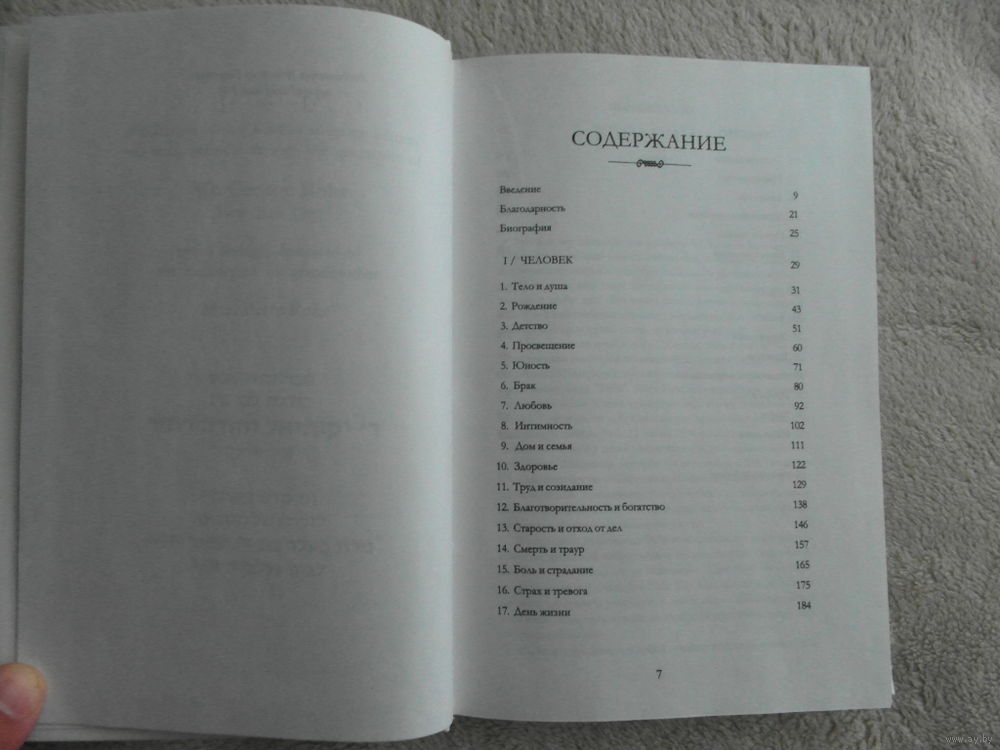 СОДЕРЖАНИЕ
Введение 9
Благодарность 21
Биография 25
I / ЧЕЛОВЕК 29
1. Тело и душа 31
2. Рождение 43
3. Детство 51
4. Просвещение 60
5. Юность 71
6. Брак 80
7. Любовь 92
8. Интимность 102
9. Дом и семья 111
10. Здоровье 122
11. Труд и созидание 129
12. Благотворительность и богатство 138
13. Старость и отход от дел 146
14. Смерть и траур 157
15. Боль и страдание 165
16. Страх и тревога 175
17. День жизни 184
7
www.ay.by